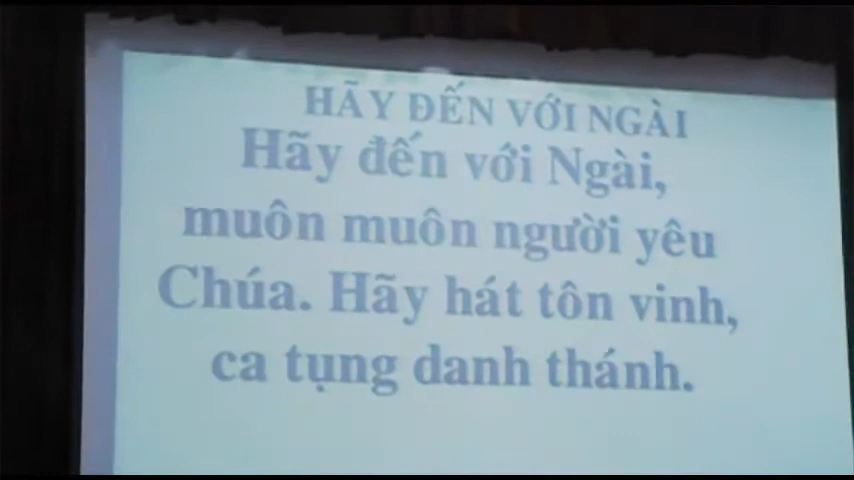 HÃY ĐẾN VỚI NGÀI
Hãy đến với Ngài,
muôn muôn người yêu
Chúa. Hãy hát tôn vinh,
ca tụng danh thánh.